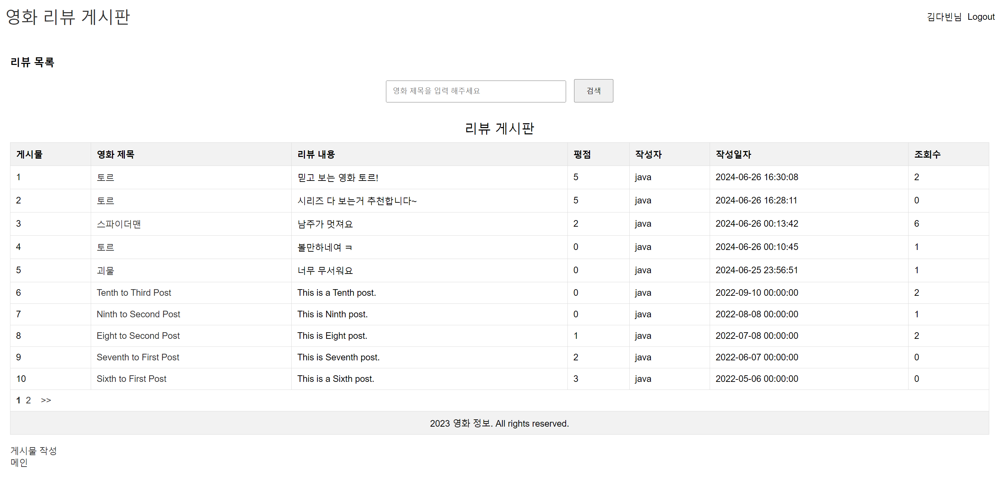 영화 리뷰 게시판 김다빈님 Logout
리뷰 목록
영화 제목을 입력 해주세요 검색
리뷰 게시판
게시물 영화 제목 리뷰 내용 평점 작성자 작성일자 조회수
1 토르 믿고 보는 영화 토르! 5 java 2024-06-26 16:30:08 2
2 토르 시리즈 다 보는거 추천합니다~ 5 java 2024-06-26 16:28:11 0
3 스파이더맨 남주가 멋져요 2 java 2024-06-26 00:13:42 6
4 토르 볼만하네여 ㅋ 0 java 2024-06-26 00:10:45 1
5 괴물 너무 무서워요 0 java 2024-06-25 23:56:51 1
6 Tenth to Third Post This is a Tenth post. 0 java 2022-09-10 00:00:00 2
7 Ninth to Second Post This is Ninth post. 0 java 2022-08-08 00:00:00 1
8 Eight to Second Post This is Eight post. 1 java 2022-07-08 00:00:00 2
9 Seventh to First Post This is Seventh post. 2 java 2022-06-07 00:00:00 0
10 Sixth to First Post This is a Sixth post. 3 java 2022-05-06 00:00:00 0
1 2 >>
2023 영화 정보. All rights reserved.
게시물 작성
메인